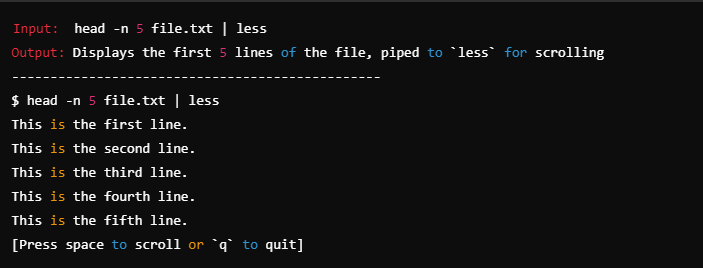 Input:  head -n 5 file.txt | less
Output: Displays the first 5 lines of the file, piped to `less` for scrolling
------------------------------------------------
$ head -n 5 file.txt | less
This is the first line.
This is the second line.
This is the third line.
This is the fourth line.
This is the fifth line.
[Press space to scroll or `q` to quit]